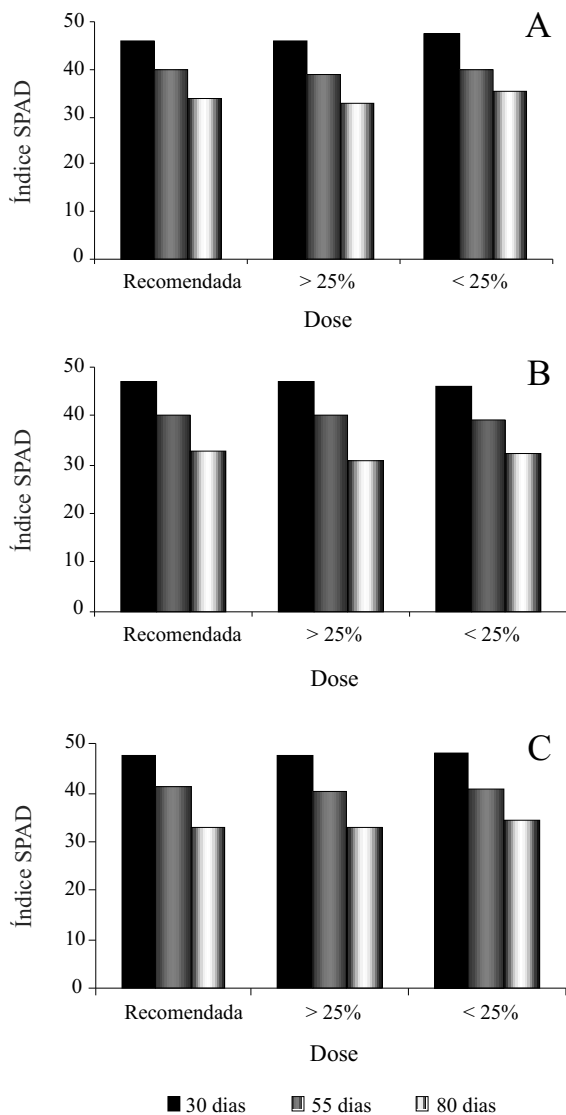 A
50
40
30
20
10
0
Índice SPAD
Recomendada > 25% < 25%
Dose
B
50
40
30
20
10
0
Índice SPAD
Recomendada > 25% < 25%
Dose
C
50
40
30
20
10
0
Índice SPAD
Recomendada > 25% < 25%
Dose
30 dias 55 dias 80 dias